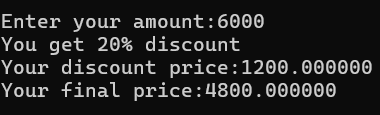 Enter your amount:6000
You get 20% discount
Your discount price:1200.000000
Your final price:4800.000000